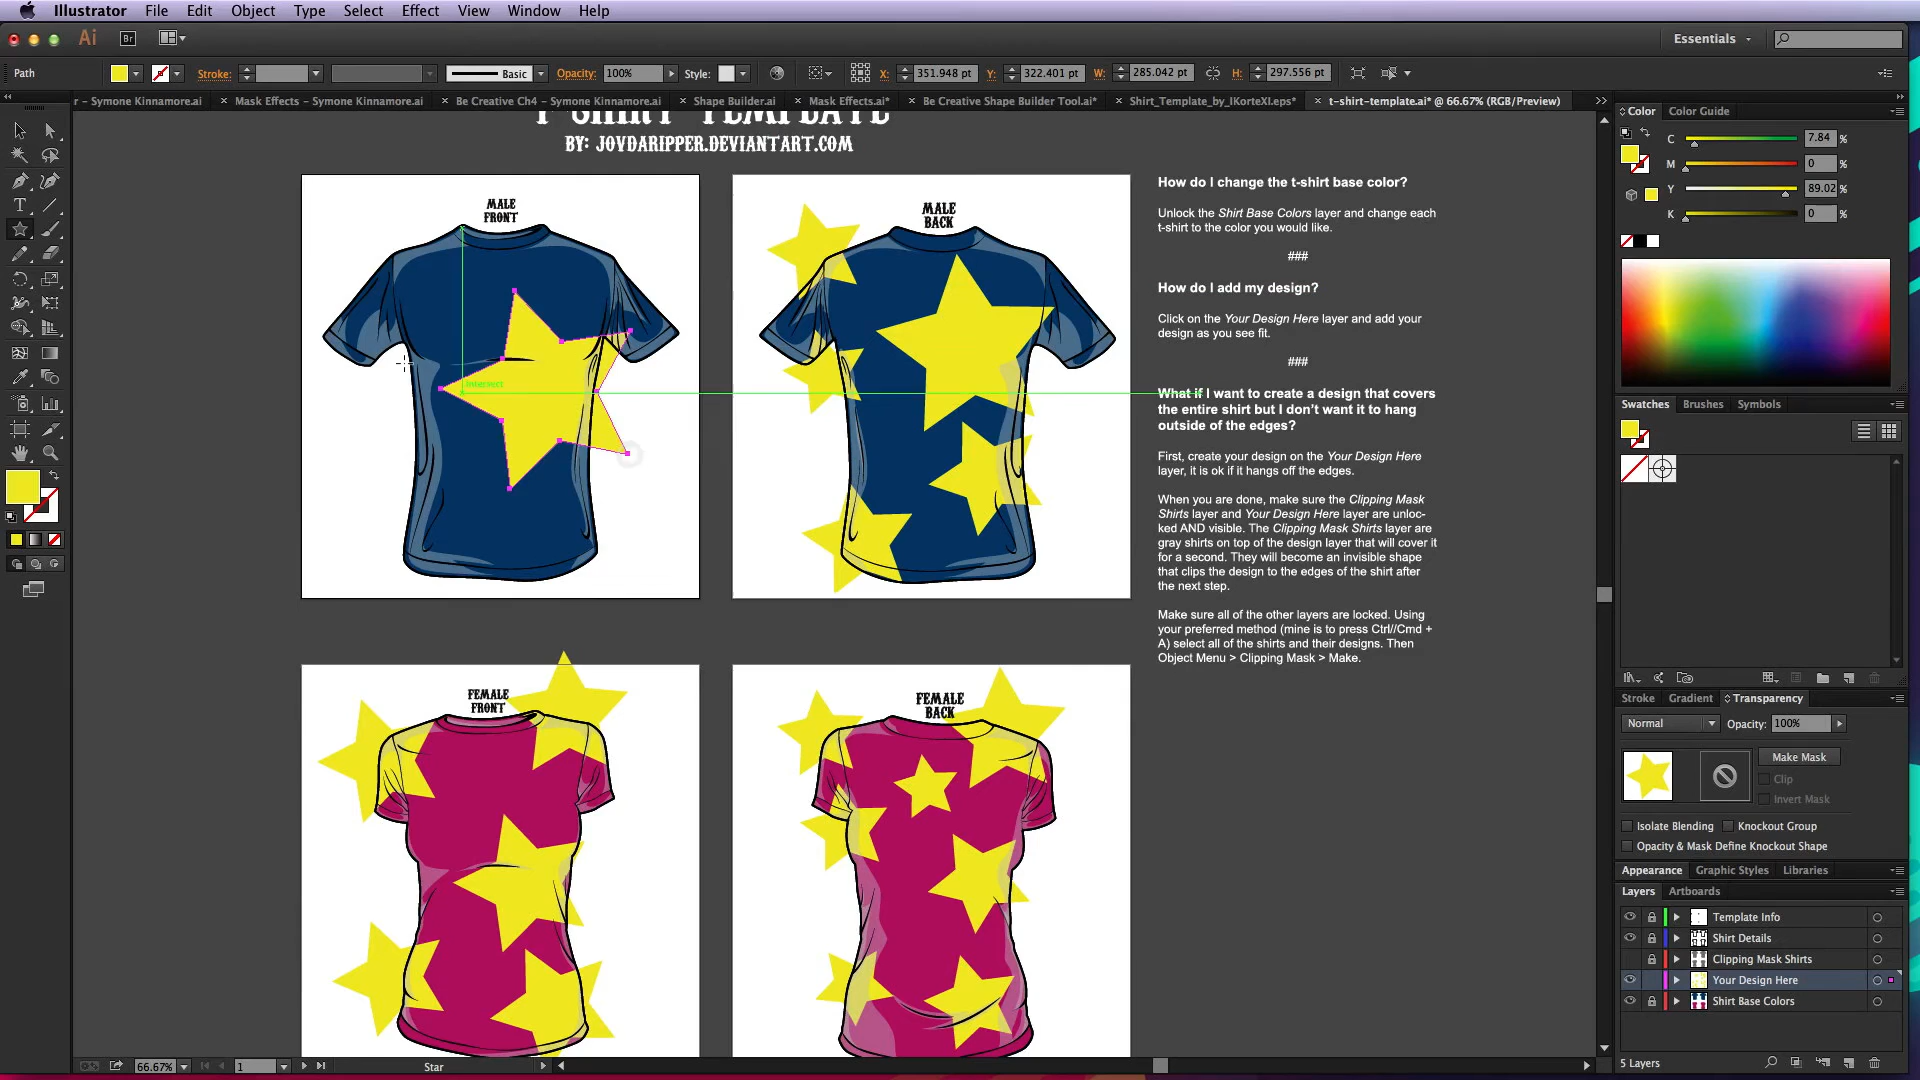 Illustrator File Edit Object Type Select Effect View Window Help
Ai Br Essentials
Path Stroke: Basic Opacity: 100% Style: X: 351.948 pt Y: 322.401 pt W: 285.042 pt H: 297.556 pt
r – Symone Kinnamore.ai × Mask Effects – Symone Kinnamore.ai × Be Creative Ch4 – Symone Kinnamore.ai × Shape Builder.ai × Mask Effects.ai* × Be Creative Shape Builder Tool.ai* × Shirt_Template_by_IKorteXI.eps* × t-shirt-template.ai* @ 66.67% (RGB/Preview)
T-SHIRT TEMPLATE
BY: JOVDARIPPER.DEVIANTART.COM
MALE
FRONT
MALE
BACK
Intersect
FEMALE
FRONT
FEMALE
BACK
How do I change the t-shirt base color?
Unlock the Shirt Base Colors layer and change each
t-shirt to the color you would like.
###
How do I add my design?
Click on the Your Design Here layer and add your
design as you see fit.
###
What if I want to create a design that covers
the entire shirt but I don't want it to hang
outside of the edges?
First, create your design on the Your Design Here
layer, it is ok if it hangs off the edges.
When you are done, make sure the Clipping Mask
Shirts layer and Your Design Here layer are unloc-
ked AND visible. The Clipping Mask Shirts layer are
gray shirts on top of the design layer that will cover it
for a second. They will become an invisible shape
that clips the design to the edges of the shirt after
the next step.
Make sure all of the other layers are locked. Using
your preferred method (mine is to press Ctrl//Cmd +
A) select all of the shirts and their designs. Then
Object Menu > Clipping Mask > Make.
Color Color Guide
C 7.84 %
M 0 %
Y 89.02 %
K 0 %
Swatches Brushes Symbols
Stroke Gradient Transparency
Normal Opacity: 100%
Make Mask
Clip
Invert Mask
Isolate Blending Knockout Group
Opacity & Mask Define Knockout Shape
Appearance Graphic Styles Libraries
Layers Artboards
Template Info
Shirt Details
Clipping Mask Shirts
Your Design Here
Shirt Base Colors
5 Layers
66.67% 1 Star